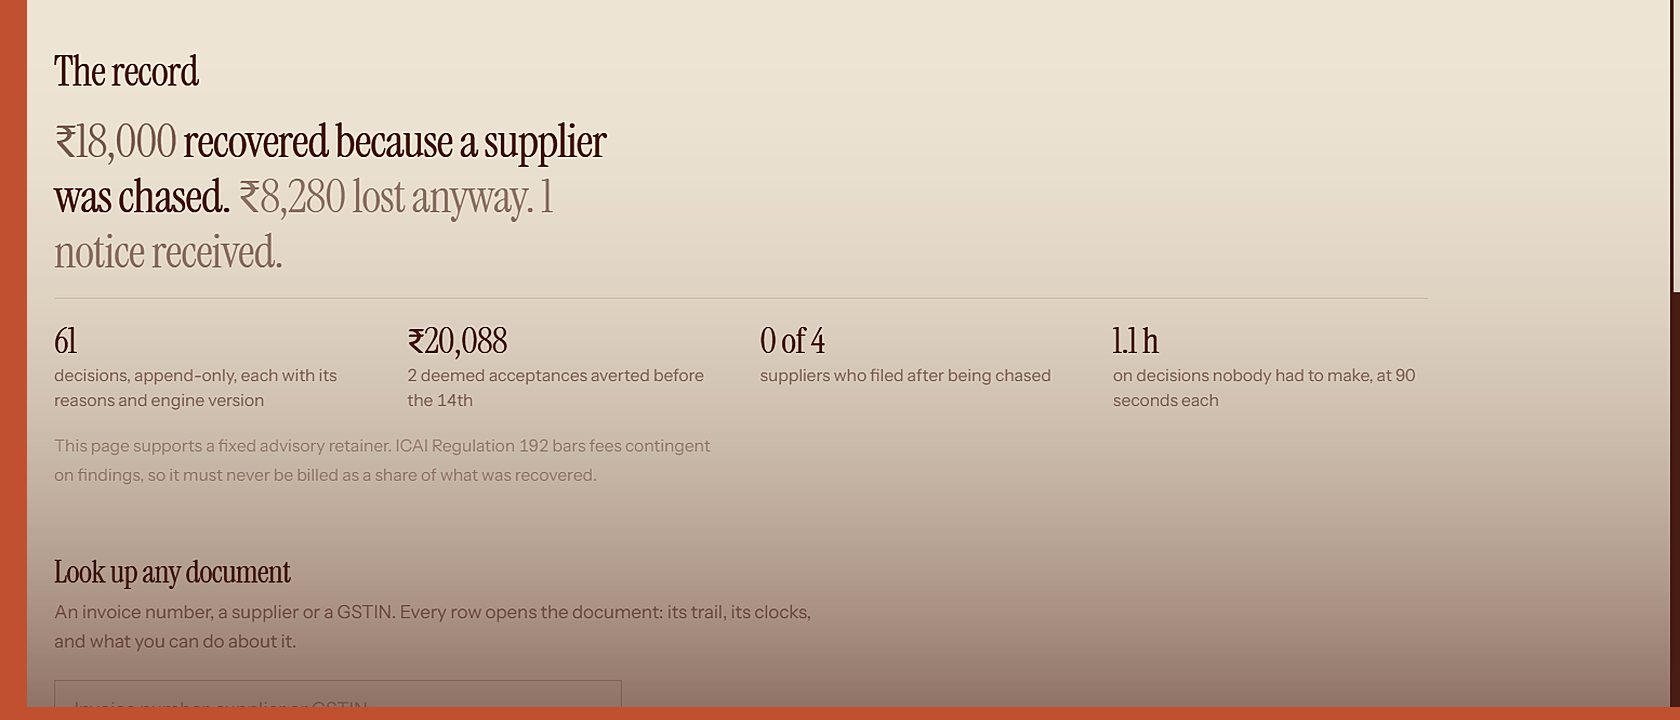 The record
₹18,000 recovered because a supplier
was chased. ₹8,280 lost anyway. 1
notice received.
61
decisions, append-only, each with its
reasons and engine version
₹20,088
2 deemed acceptances averted before
the 14th
0 of 4
suppliers who filed after being chased
1.1 h
on decisions nobody had to make, at 90
seconds each
This page supports a fixed advisory retainer. ICAI Regulation 192 bars fees contingent
on findings, so it must never be billed as a share of what was recovered.
Look up any document
An invoice number, a supplier or a GSTIN. Every row opens the document: its trail, its clocks,
and what you can do about it.
Invoice number, supplier or GSTIN